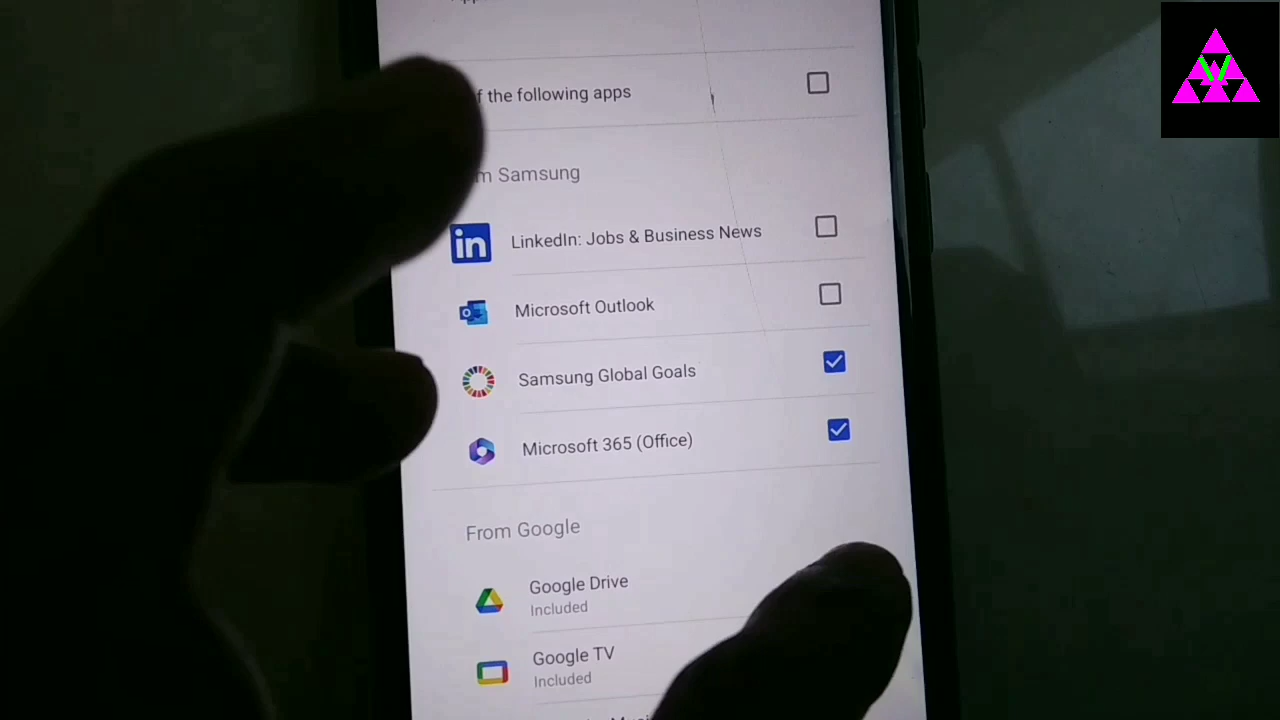 f the following apps
m Samsung
in
LinkedIn: Jobs & Business News
Microsoft Outlook
Samsung Global Goals
Microsoft 365 (Office)
From Google
Google Drive
Included
Google TV
Included